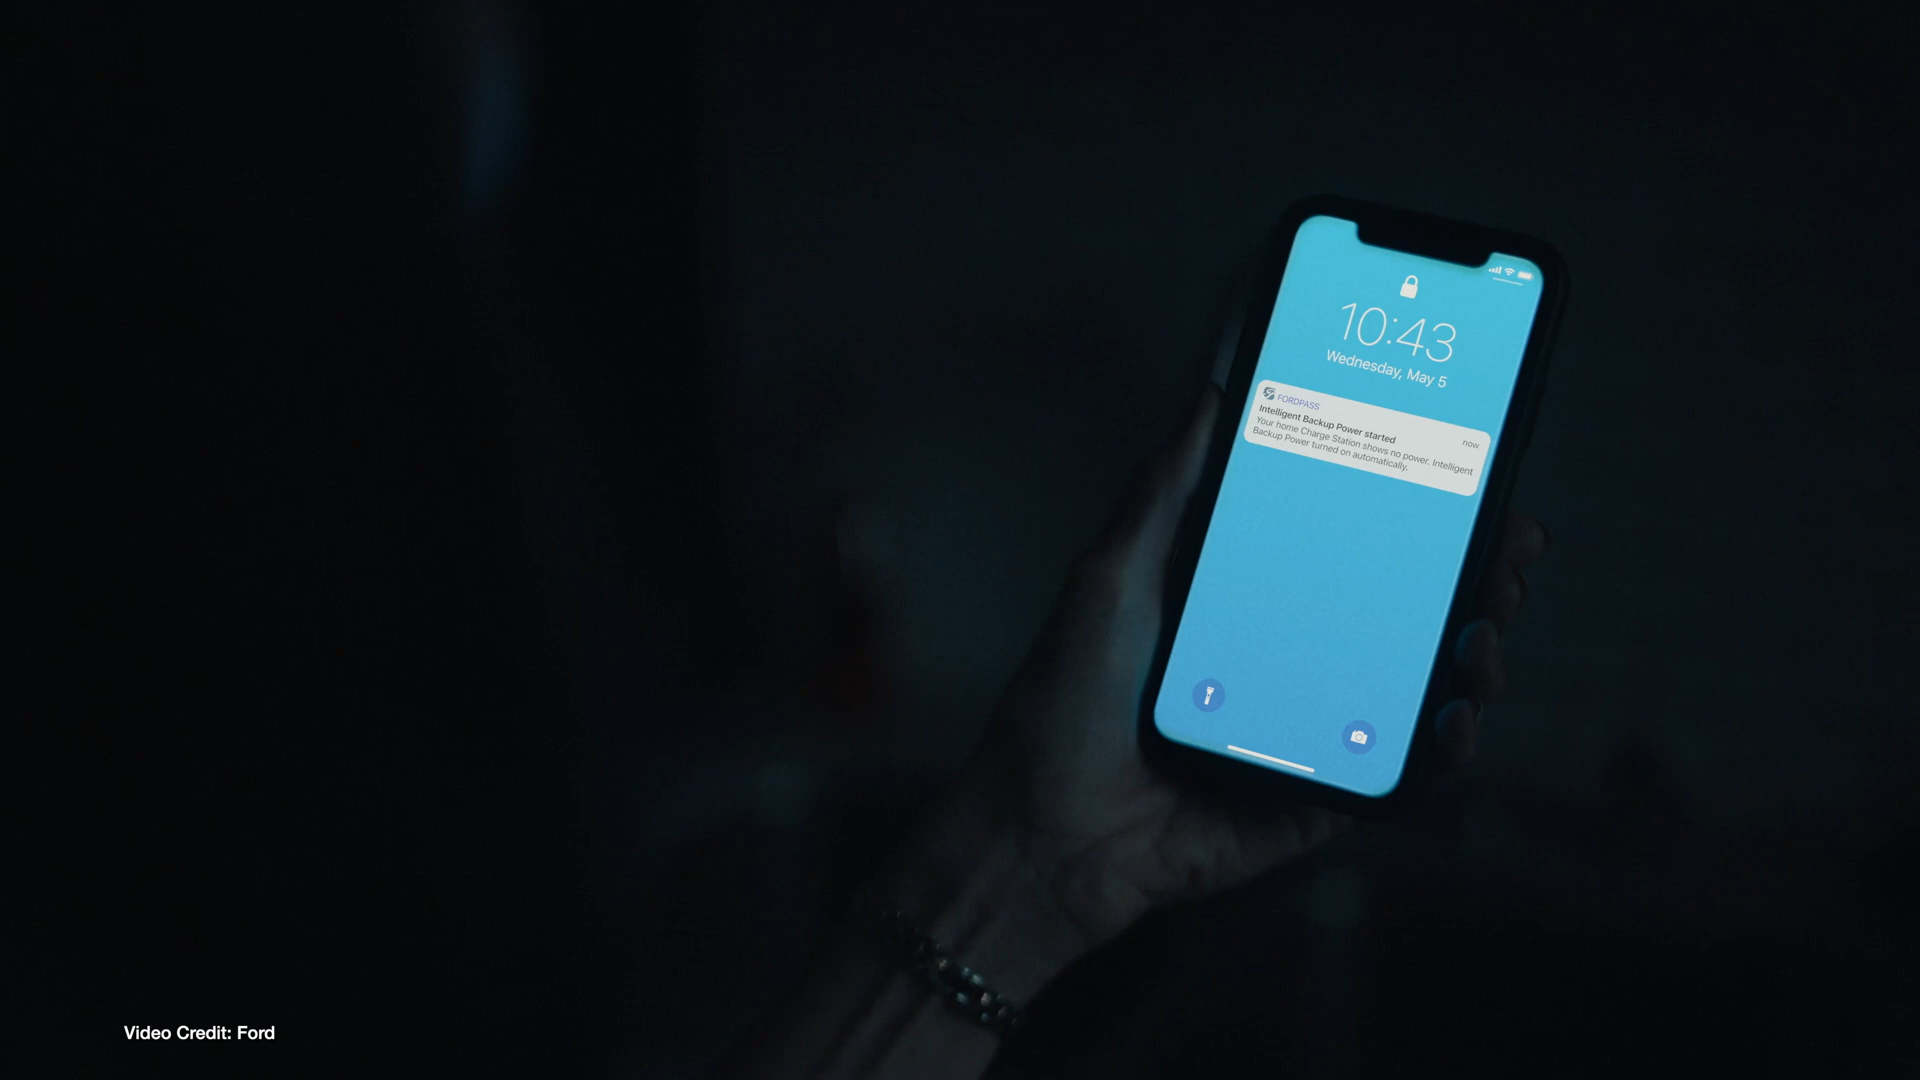 10:43
Wednesday, May 5
FORDPASS
now
Intelligent Backup Power started
Your home Charge Station shows no power. Intelligent
Backup Power turned on automatically.
Video Credit: Ford